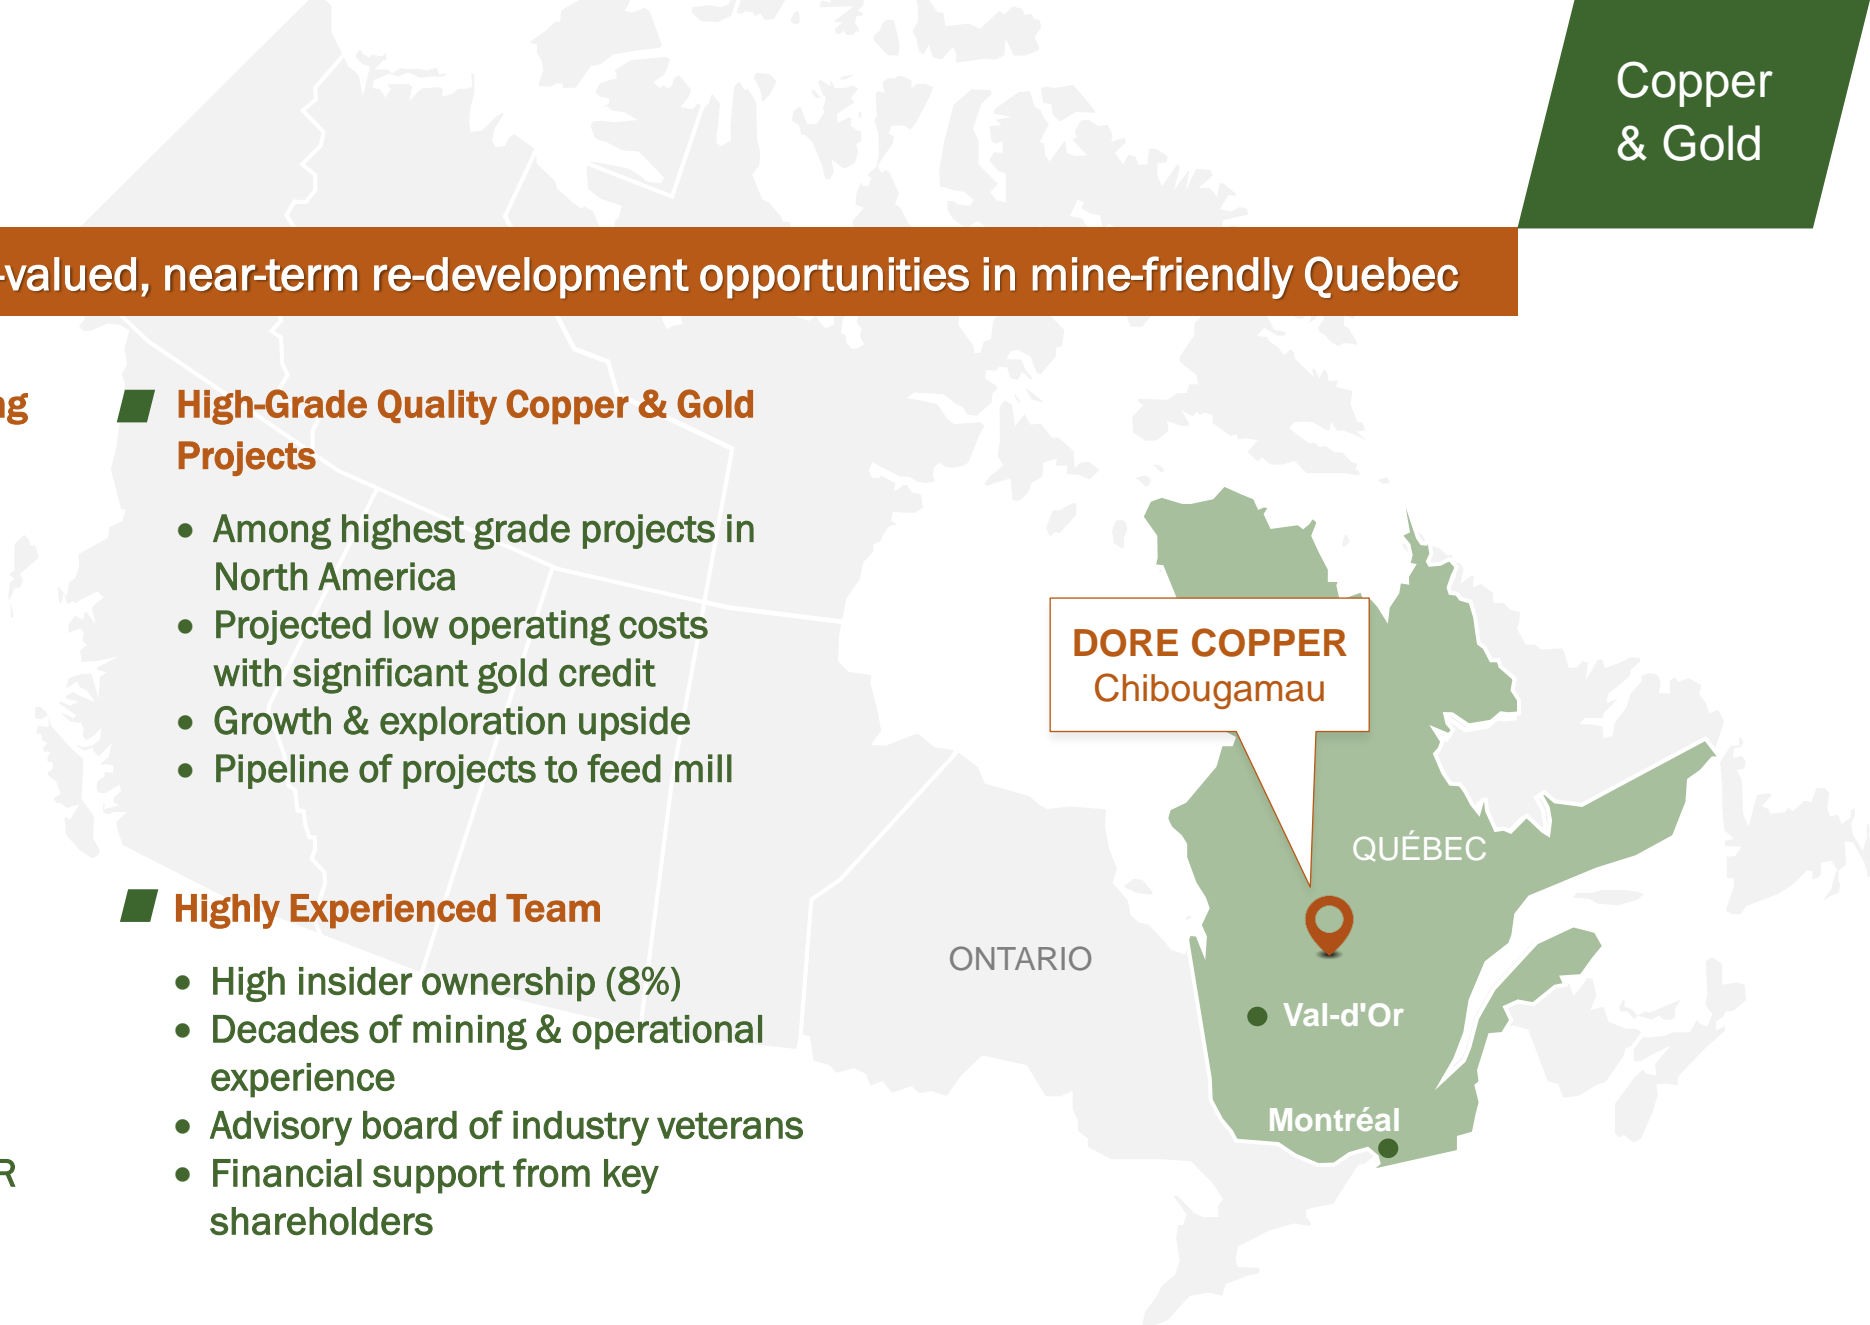 Copper
& Gold
-valued, near-term re-development opportunities in mine-friendly Quebec
High-Grade Quality Copper & Gold
Projects
• Among highest grade projects in
North America
• Projected low operating costs
with significant gold credit
• Growth & exploration upside
• Pipeline of projects to feed mill
Highly Experienced Team
• High insider ownership (8%)
• Decades of mining & operational
experience
• Advisory board of industry veterans
• Financial support from key
shareholders
DORE COPPER
Chibougamau
QUÉBEC
ONTARIO
Val-d'Or
Montréal